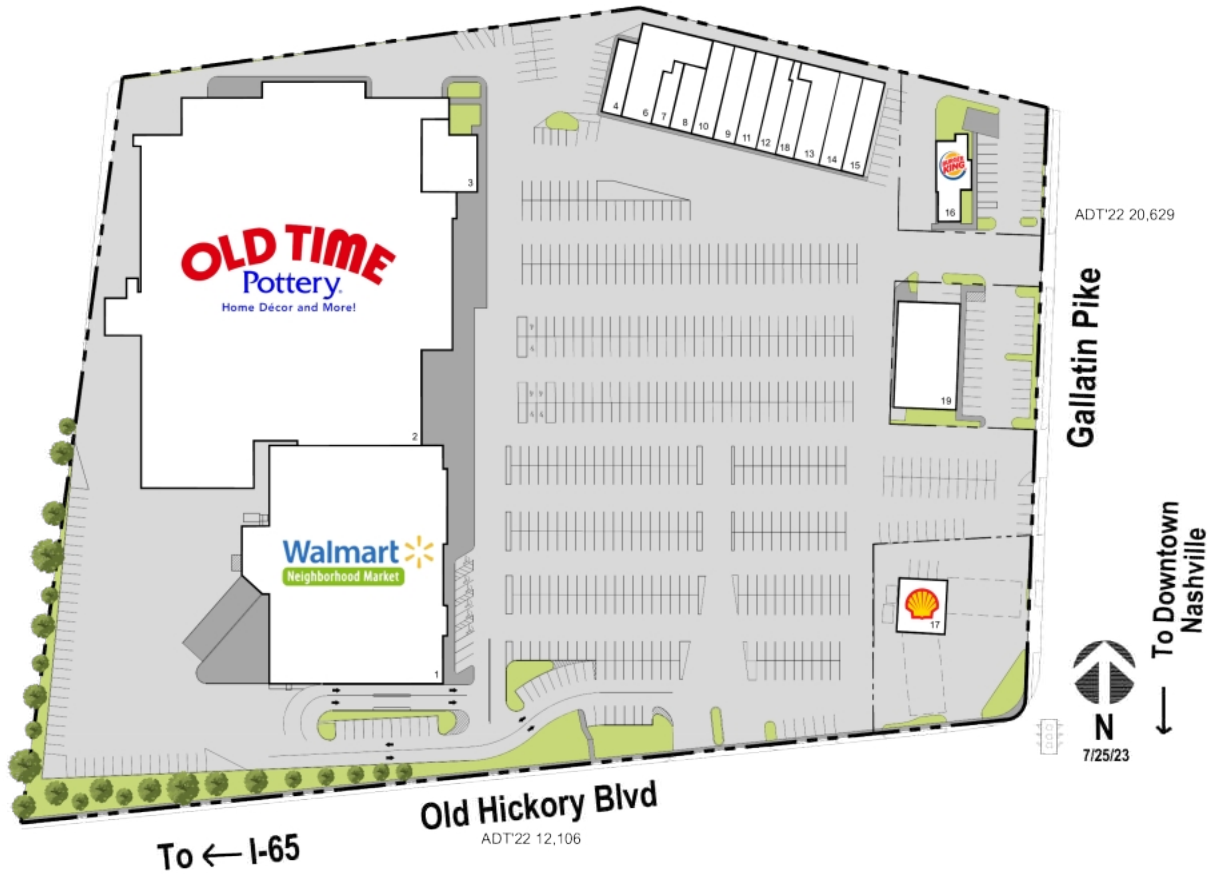 4
6
7
8
10
9
11
12
18
13
14
15
BURGER
KING
16
3
ADT'22 20,629
OLD TIME
Pottery.
Home Décor and More!
Gallatin Pike
19
2
Walmart
Neighborhood Market
17
1
To Downtown
Nashville
N
7/25/23
Old Hickory Blvd
ADT'22 12,106
To ← I-65